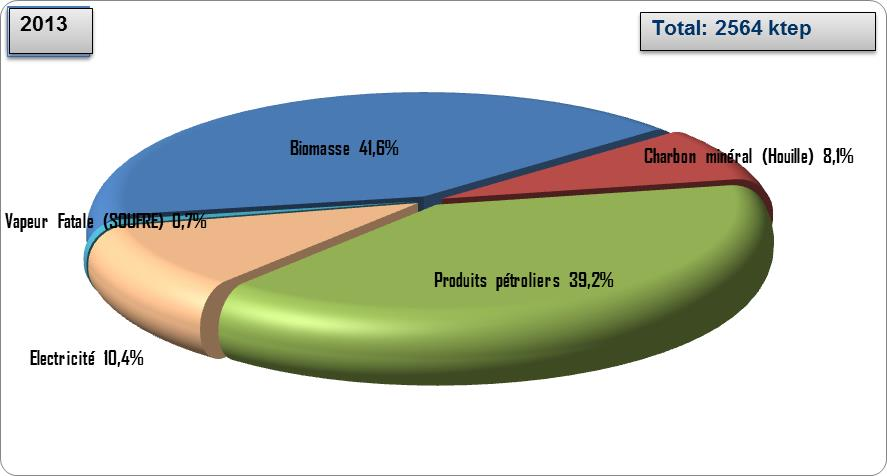 2013
Total: 2564 ktep
Biomasse 41,6%
Charbon minéral (Houille) 8,1%
Vapeur Fatale (SOUFRE) 0,7%
Produits pétroliers 39,2%
Electricité 10,4%